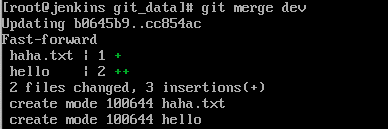 [root@jenkins git_data]# git merge dev
Updating b0645b9..cc854ac
Fast-forward
 haha.txt | 1 +
 hello    | 2 ++
 2 files changed, 3 insertions(+)
 create mode 100644 haha.txt
 create mode 100644 hello